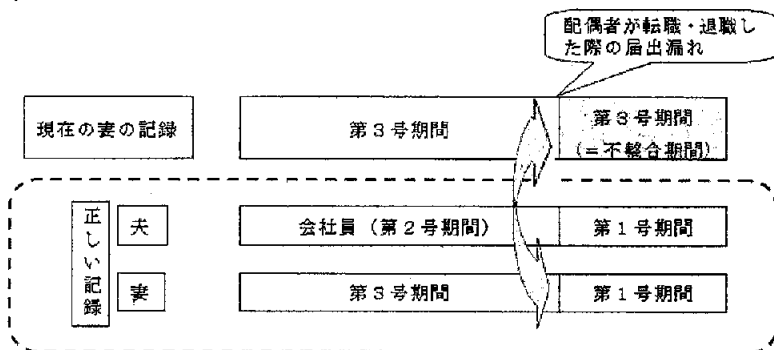 配偶者が転職・退職し
た際の届出漏れ
現在の妻の記録
第3号期間
第3号期間
(=不整合期間)
正しい記録
夫
会社員(第2号期間)
第1号期間
妻
第3号期間
第1号期間